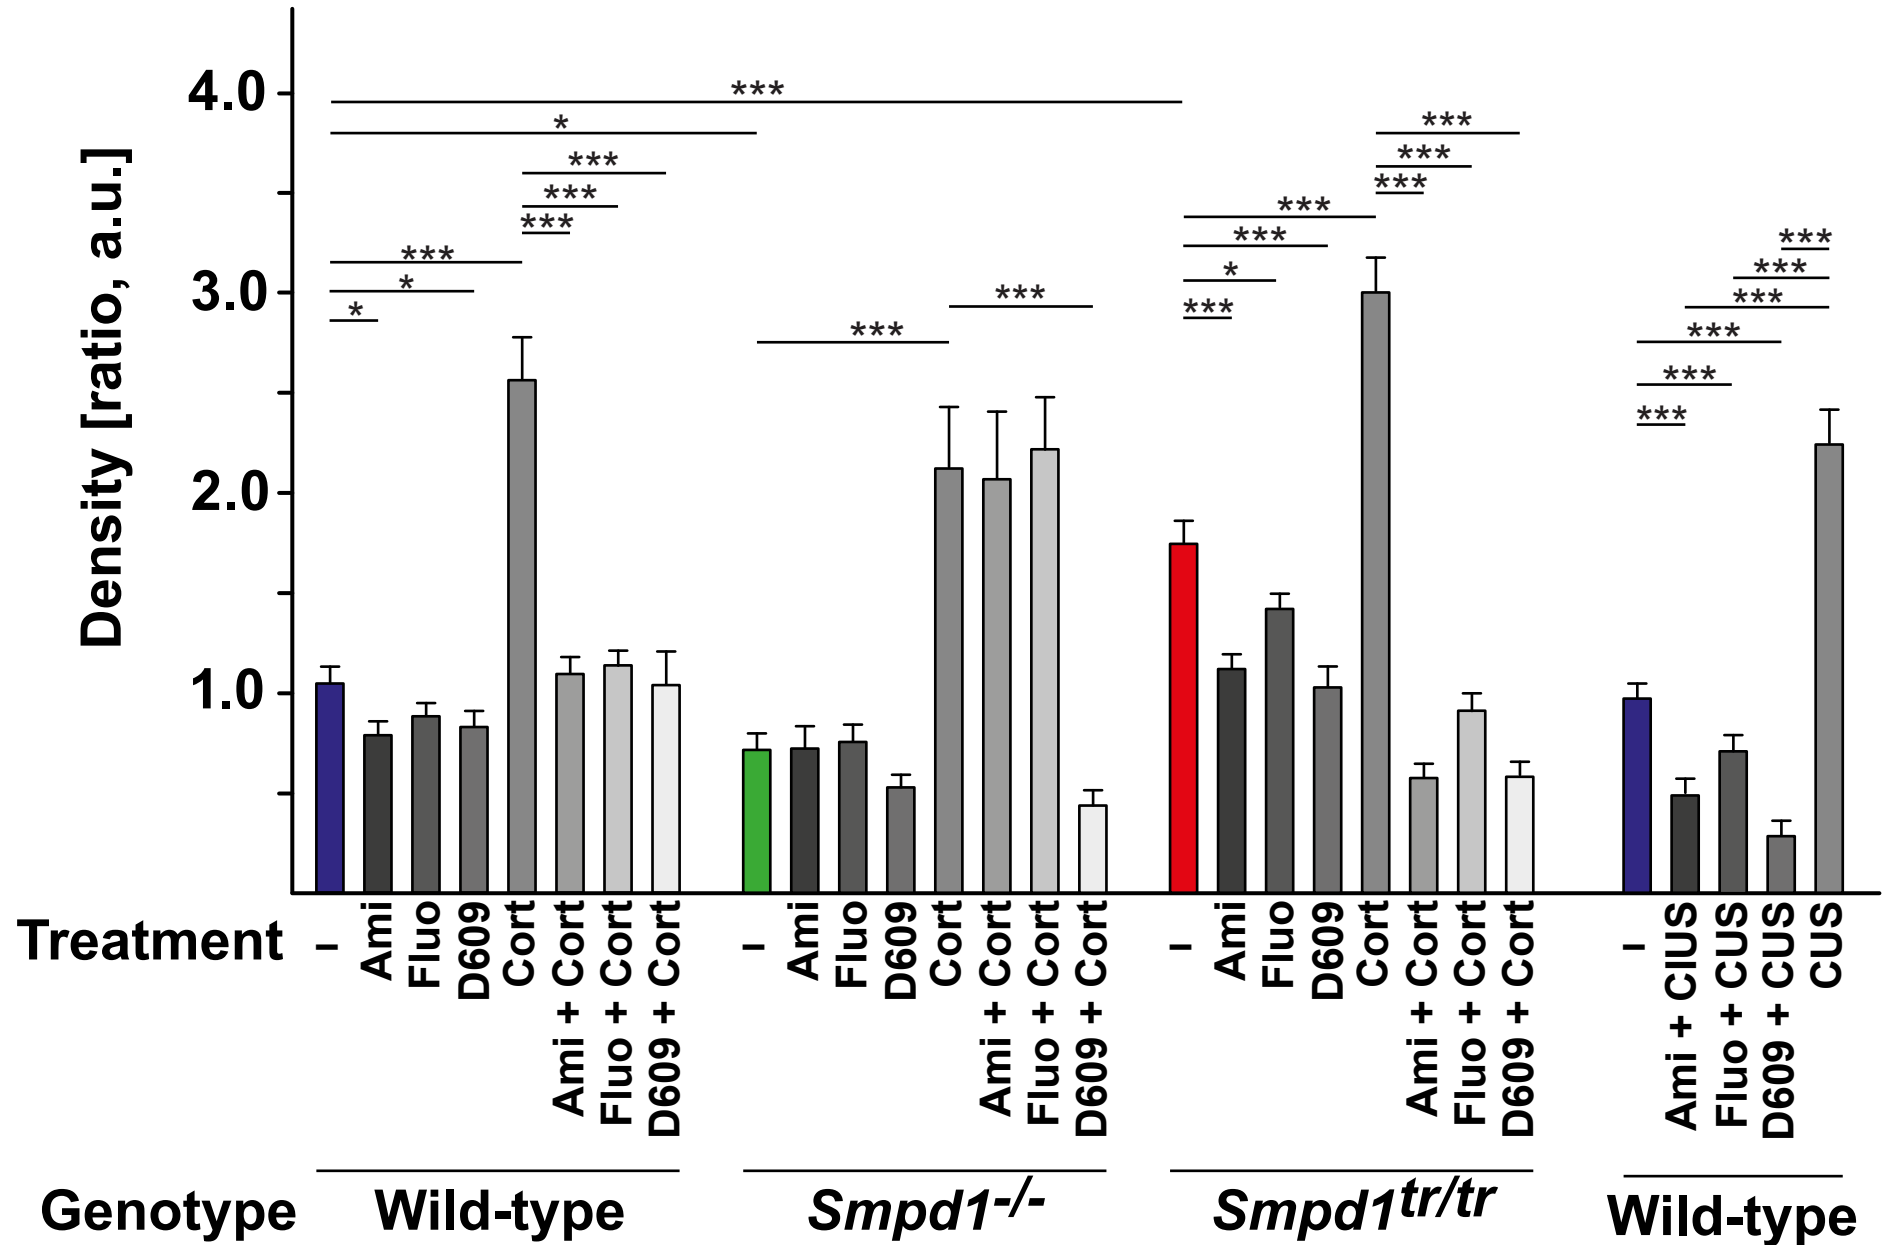 Density [ratio, a.u.]
4.0
3.0
2.0
1.0
***
*
***
***
***
***
*
*
***
***
***
***
***
***
***
*
***
***
***
***
***
***
***
***
Treatment
–
Ami
Fluo
D609
Cort
Ami + Cort
Fluo + Cort
D609 + Cort
–
Ami
Fluo
D609
Cort
Ami + Cort
Fluo + Cort
D609 + Cort
–
Ami
Fluo
D609
Cort
Ami + Cort
Fluo + Cort
D609 + Cort
–
Ami + CIUS
Fluo + CUS
D609 + CUS
CUS
Genotype
Wild-type
Smpd1-/-
Smpd1tr/tr
Wild-type